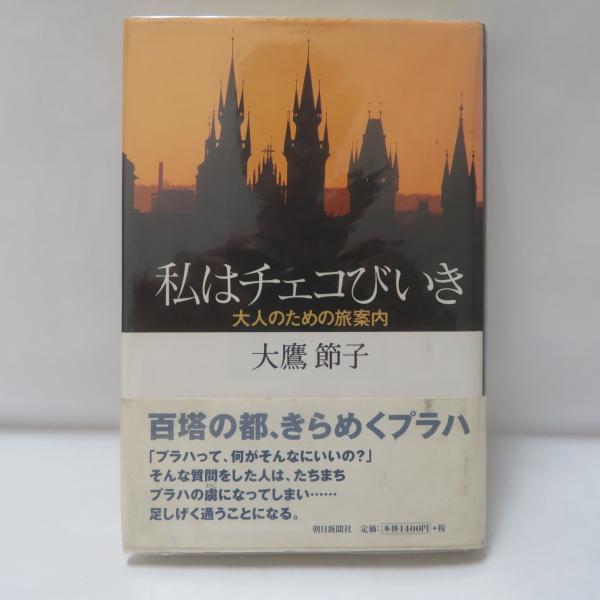 私はチェコびいき
大人のための旅案内
大鷹 節子
百塔の都、きらめくプラハ
「プラハって、何がそんなにいいの?」
そんな質問をした人は、たちまち
プラハの虜になってしまい……
足しげく通うことになる。
朝日新聞社 定価:本体1400円+税